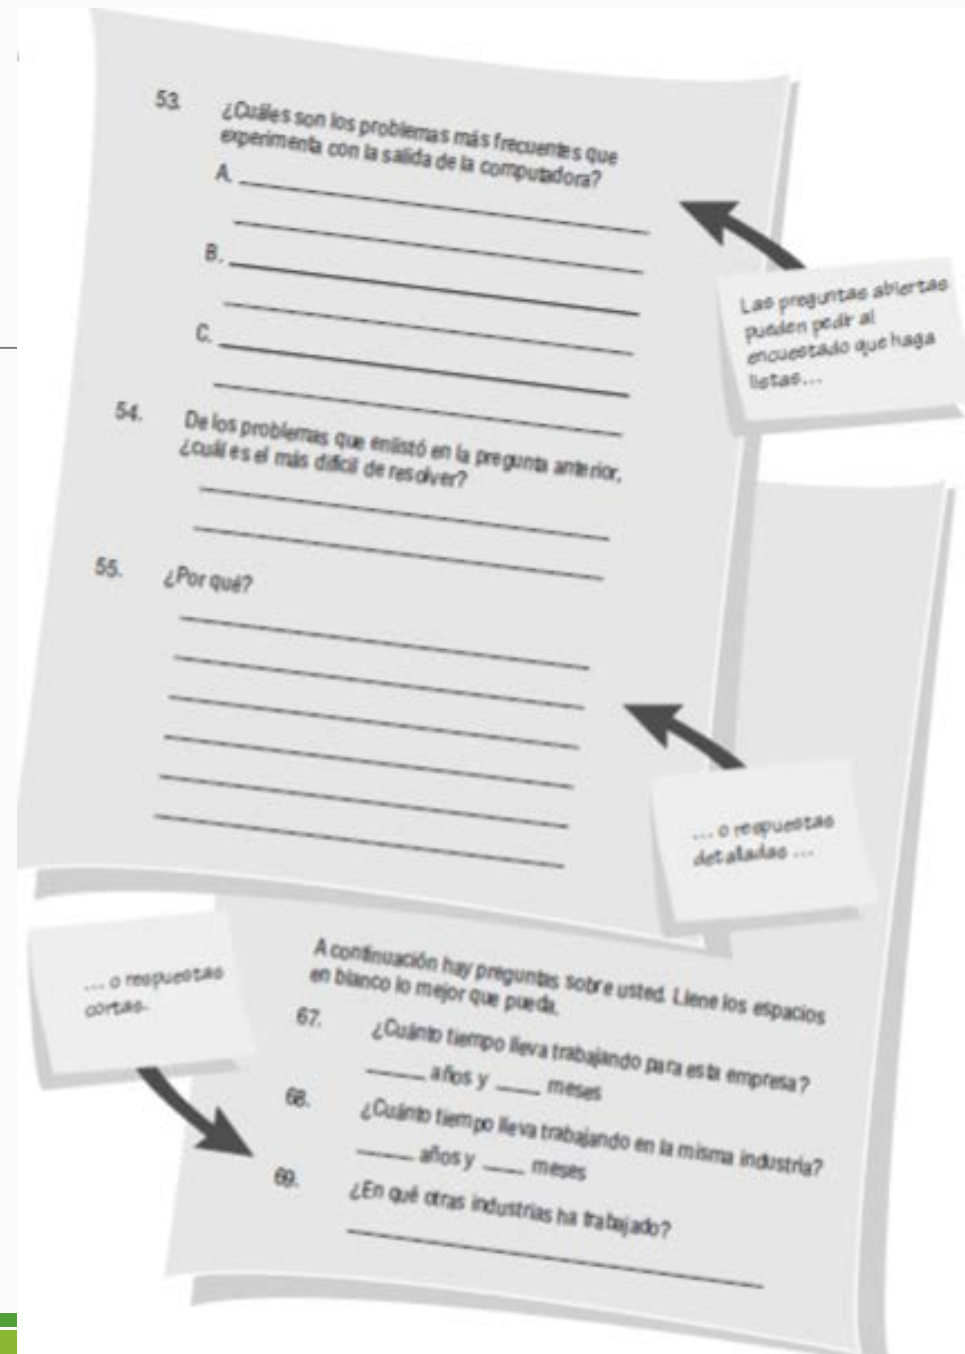 53. ¿Cuáles son los problemas más frecuentes que
experimenta con la salida de la computadora?
A.
B.
C.
Las preguntas abiertas
pueden pedir al
encuestado que haga
listas...
54. De los problemas que enlistó en la pregunta anterior,
¿cuál es el más difícil de resolver?
55. ¿Por qué?
... o respuestas
detalladas ...
... o respuestas
cortas.
A continuación hay preguntas sobre usted. Llene los espacios
en blanco lo mejor que pueda.
67. ¿Cuánto tiempo lleva trabajando para esta empresa?
_____ años y ____ meses
68. ¿Cuánto tiempo lleva trabajando en la misma industria?
_____ años y ____ meses
69. ¿En qué otras industrias ha trabajado?